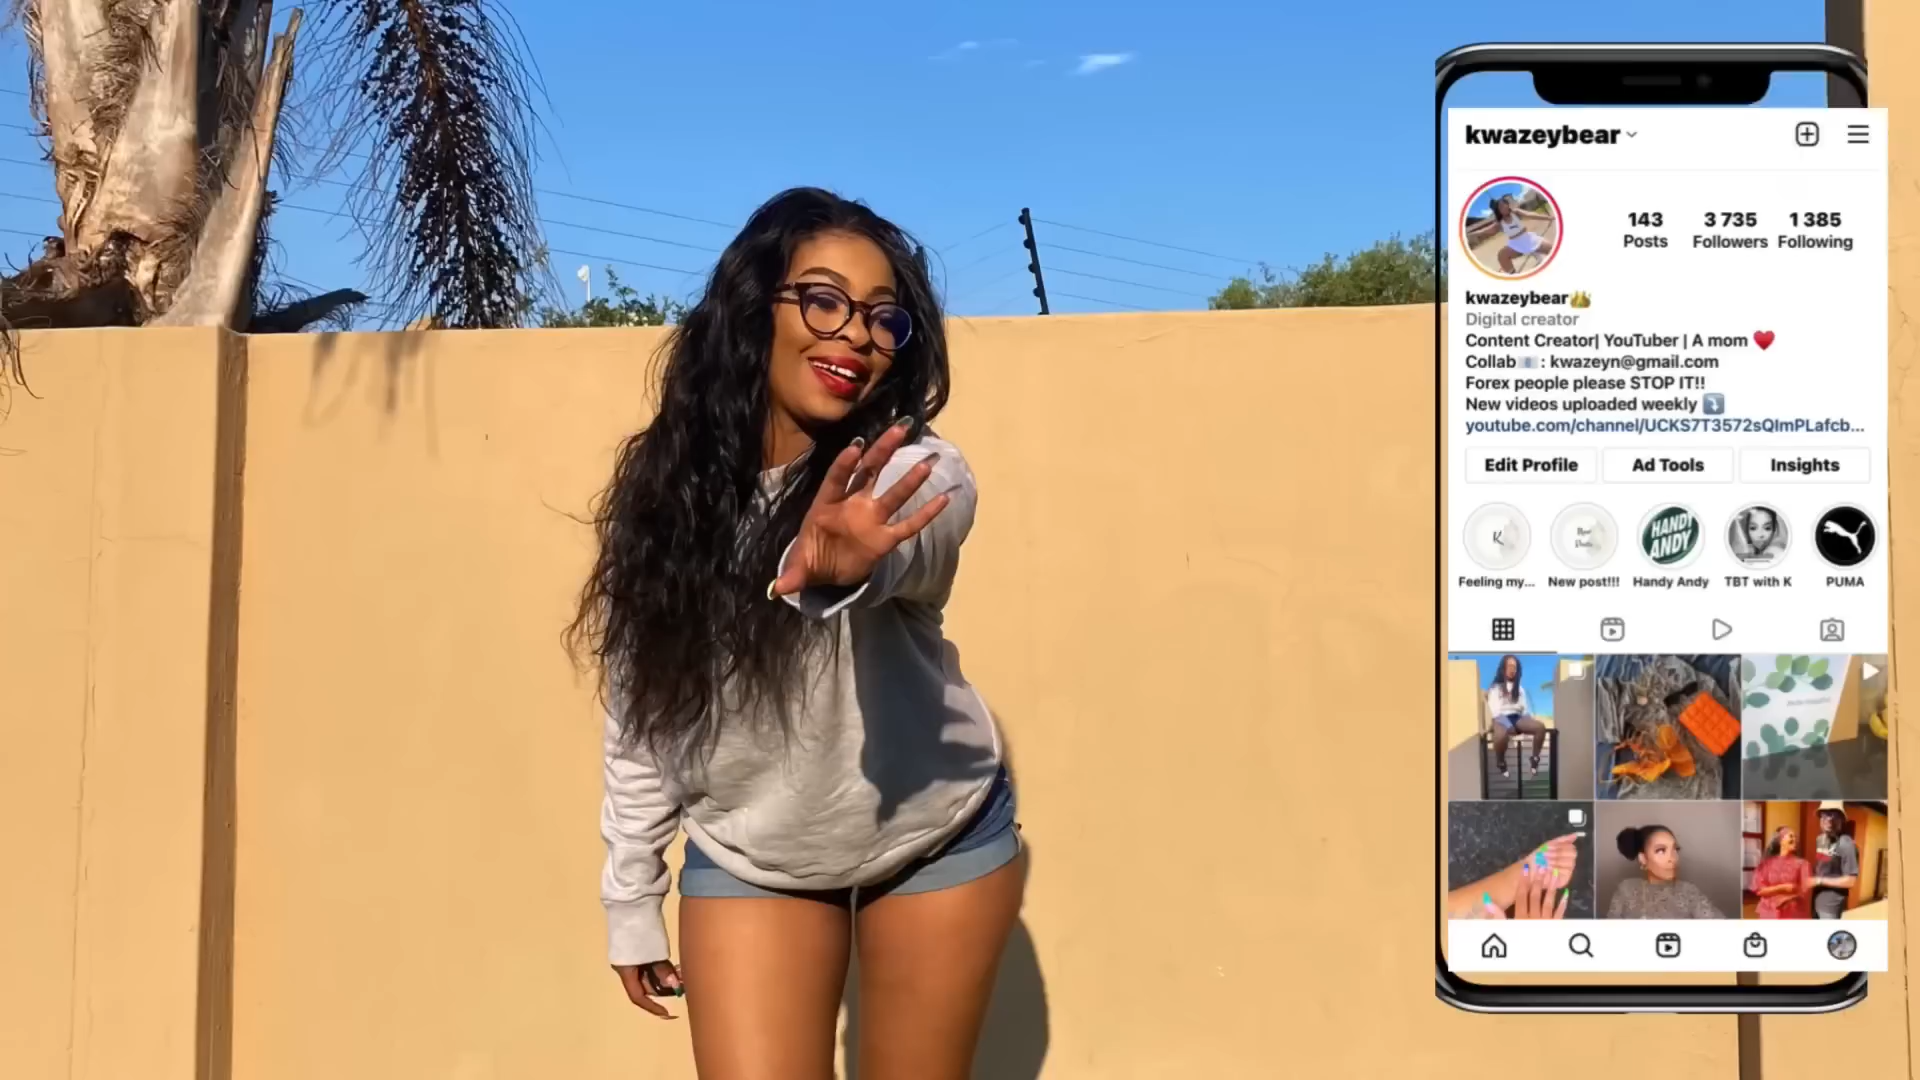 kwazeybear
143 3 735 1 385
Posts Followers Following
kwazeybear
Digital creator
Content Creator| YouTuber | A mom
Collab : kwazeyn@gmail.com
Forex people please STOP IT!!
New videos uploaded weekly
youtube.com/channel/UCKS7T3572sQImPLafcb...
Edit Profile Ad Tools Insights
K
HANDY
ANDY
Feeling my... New post!!! Handy Andy TBT with K PUMA